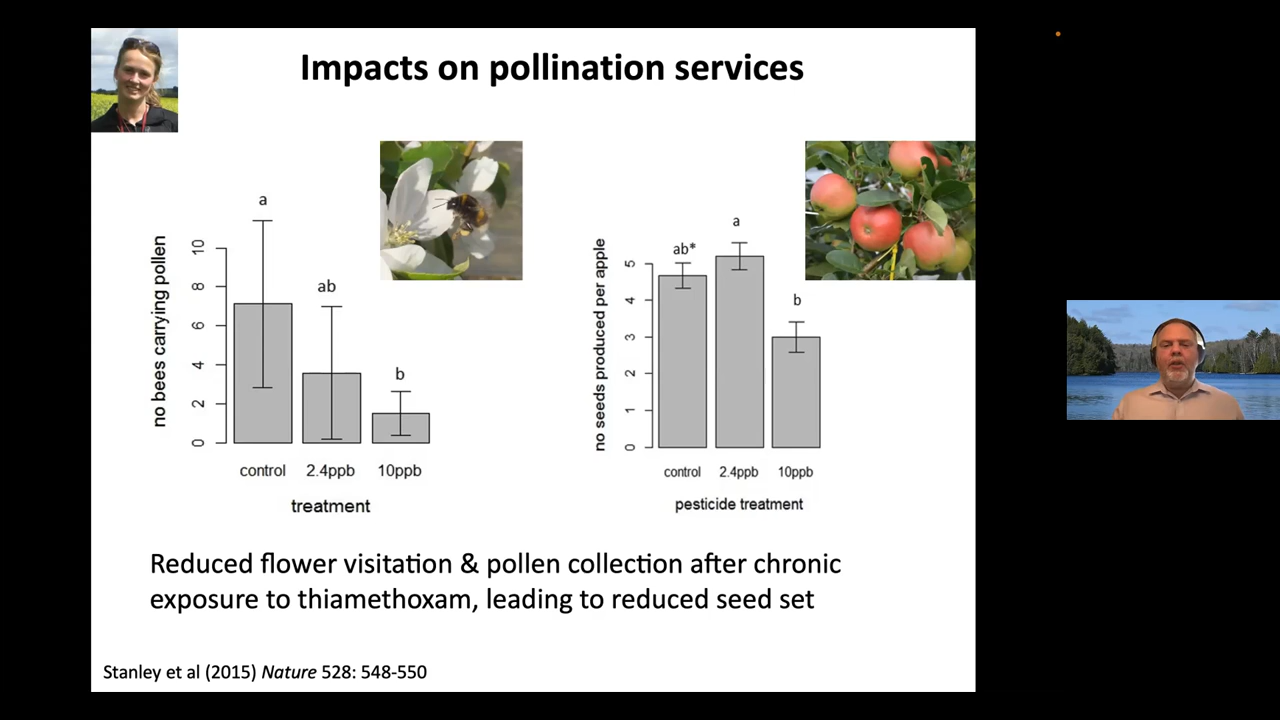 Impacts on pollination services
a
ab
b
no bees carrying pollen
10
8
6
4
2
0
control 2.4ppb 10ppb
treatment
a
ab*
b
no seeds produced per apple
5
4
3
2
1
0
control 2.4ppb 10ppb
pesticide treatment
Reduced flower visitation & pollen collection after chronic
exposure to thiamethoxam, leading to reduced seed set
Stanley et al (2015) Nature 528: 548-550